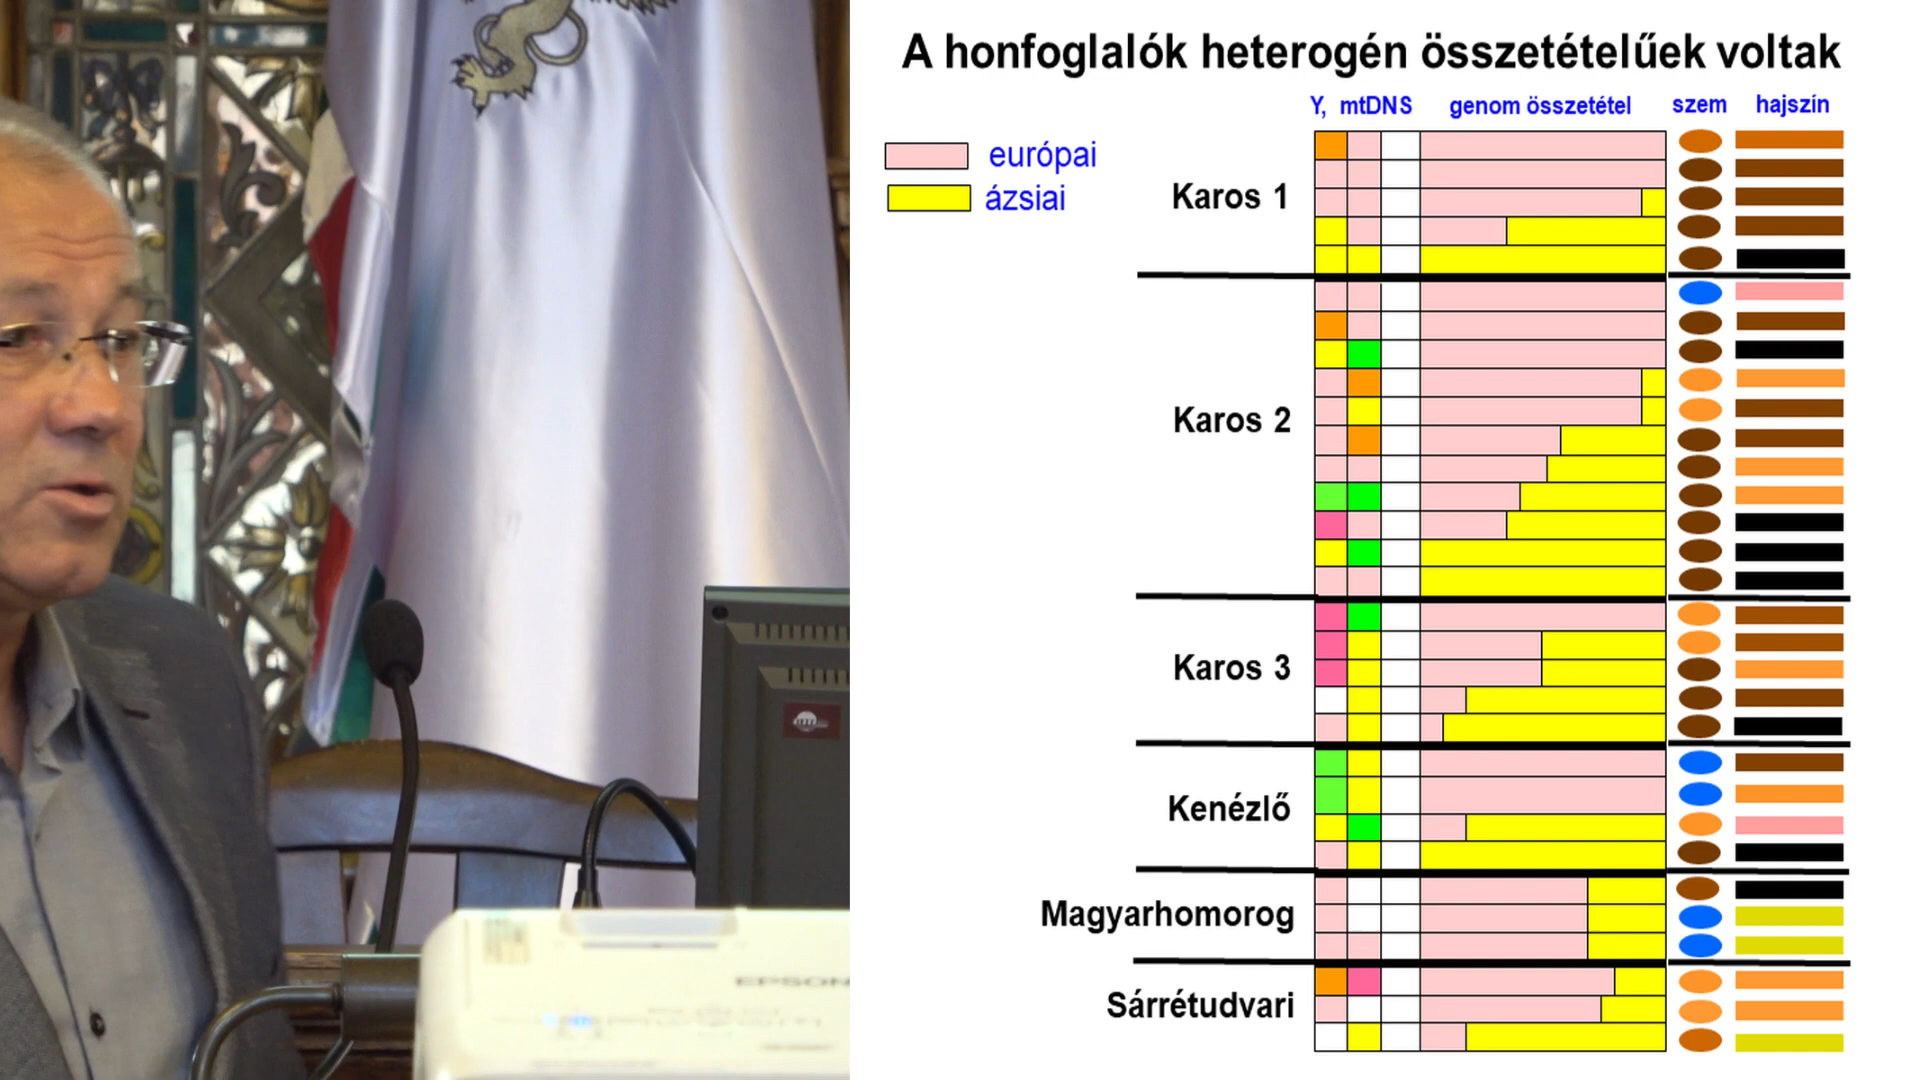 A honfoglalók heterogén összetételűek voltak
Y, mtDNS genom összetétel szem hajszín
európai
ázsiai
Karos 1
Karos 2
Karos 3
Kenézlő
Magyarhomorog
Sárrétudvari
EPSON